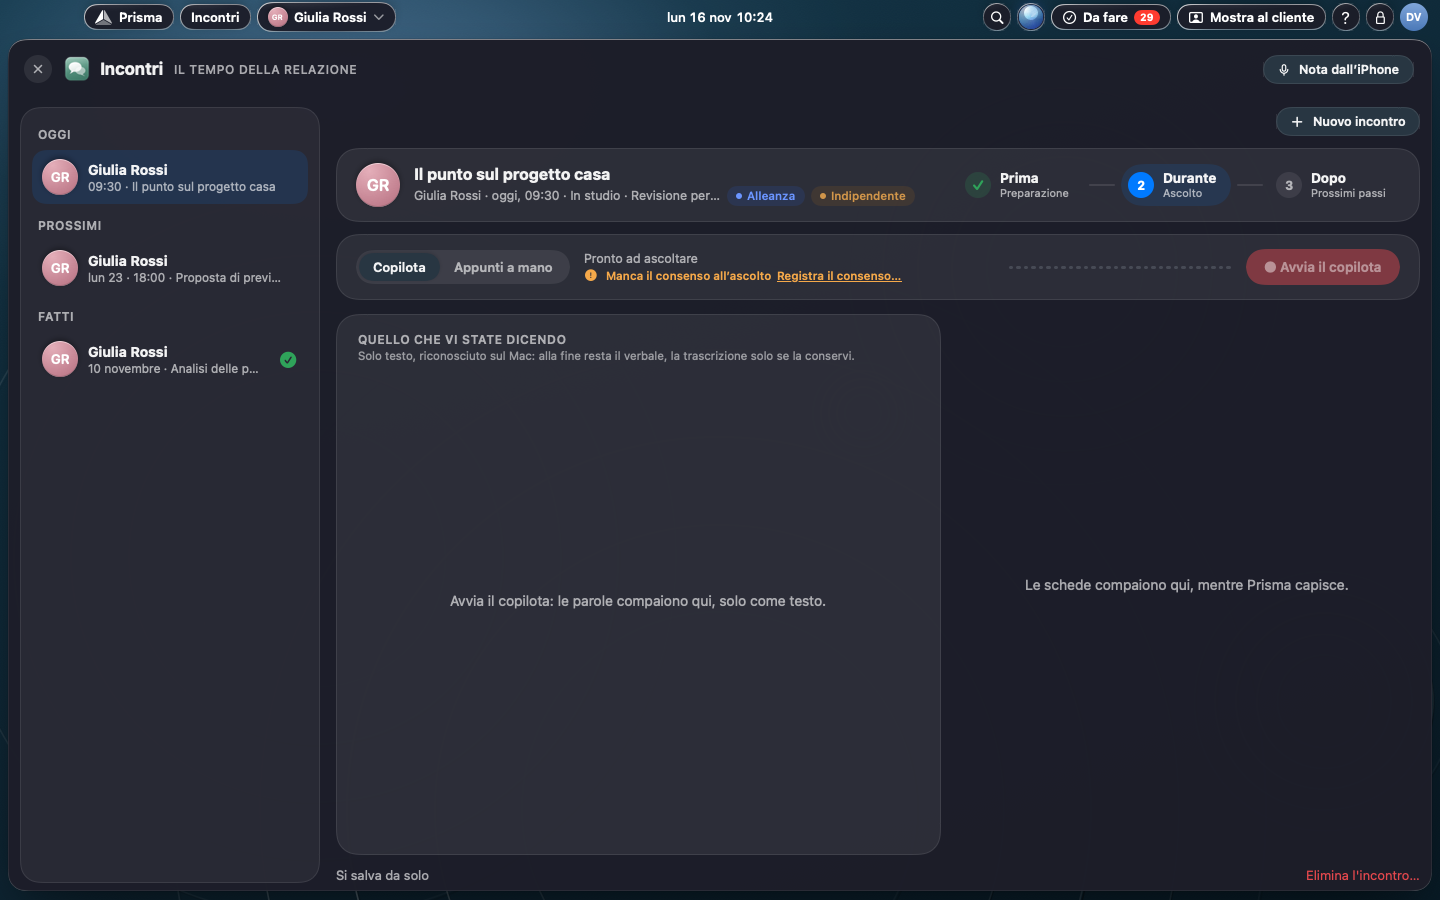 Prisma
Incontri
GR Giulia Rossi
lun 16 nov 10:24
Da fare 29
Mostra al cliente
?
DV
Incontri IL TEMPO DELLA RELAZIONE
Nota dall'iPhone
Nuovo incontro
OGGI
GR
Giulia Rossi
09:30 · Il punto sul progetto casa
PROSSIMI
GR
Giulia Rossi
lun 23 · 18:00 · Proposta di previ...
FATTI
GR
Giulia Rossi
10 novembre · Analisi delle p...
GR
Il punto sul progetto casa
Giulia Rossi · oggi, 09:30 · In studio · Revisione per... Alleanza Indipendente
Prima
Preparazione
2
Durante
Ascolto
3
Dopo
Prossimi passi
Copilota
Appunti a mano
Pronto ad ascoltare
Manca il consenso all'ascolto Registra il consenso...
Avvia il copilota
QUELLO CHE VI STATE DICENDO
Solo testo, riconosciuto sul Mac: alla fine resta il verbale, la trascrizione solo se la conservi.
Avvia il copilota: le parole compaiono qui, solo come testo.
Le schede compaiono qui, mentre Prisma capisce.
Si salva da solo
Elimina l'incontro...